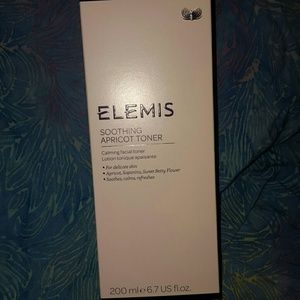 ELEMIS
SOOTHING
APRICOT TONER
Calming facial toner
Lotion tonique apaisante
• For delicate skin
• Apricot, Saponins, Sweet Betty Flower
• Soothes, calms, refreshes
200 ml e 6.7 US fl.oz.